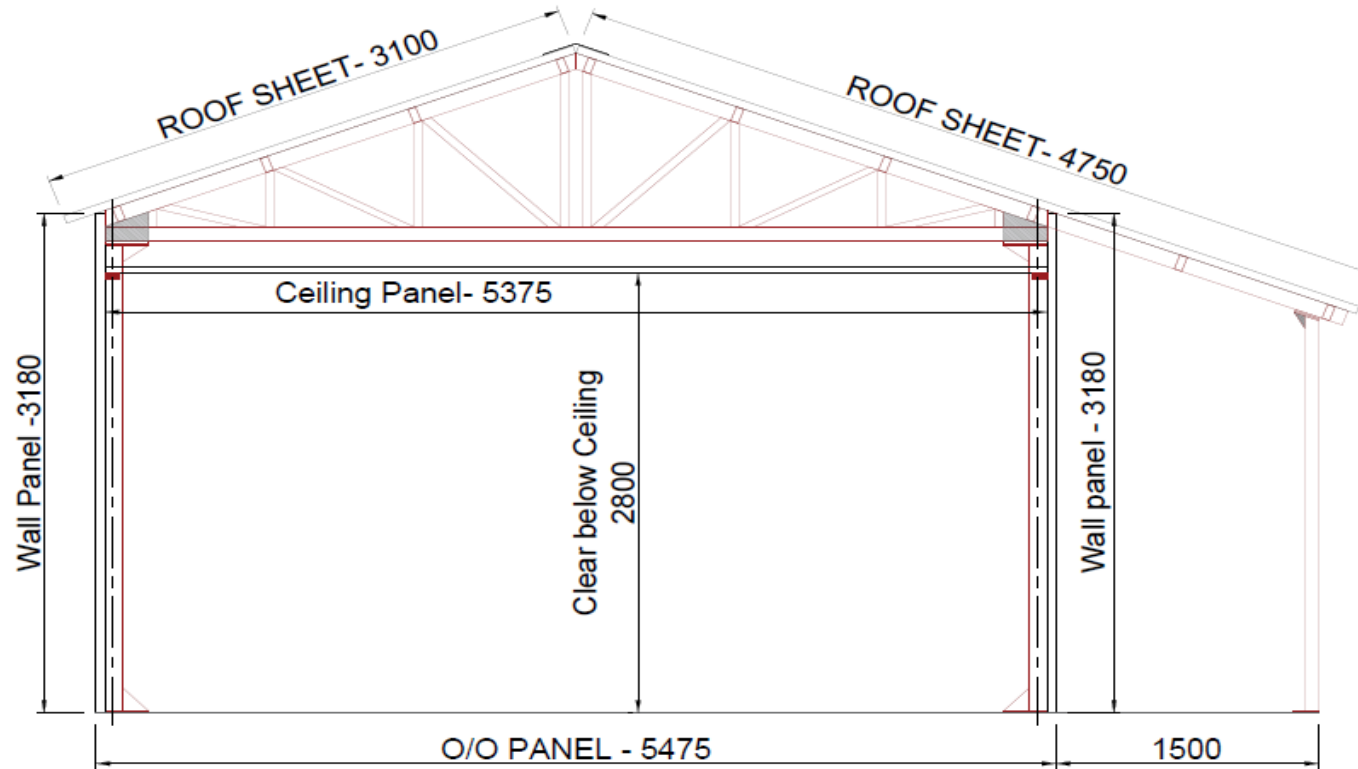 ROOF SHEET- 3100
ROOF SHEET- 4750
Ceiling Panel- 5375
Wall Panel -3180
Clear below Ceiling
2800
Wall panel - 3180
O/O PANEL - 5475
1500